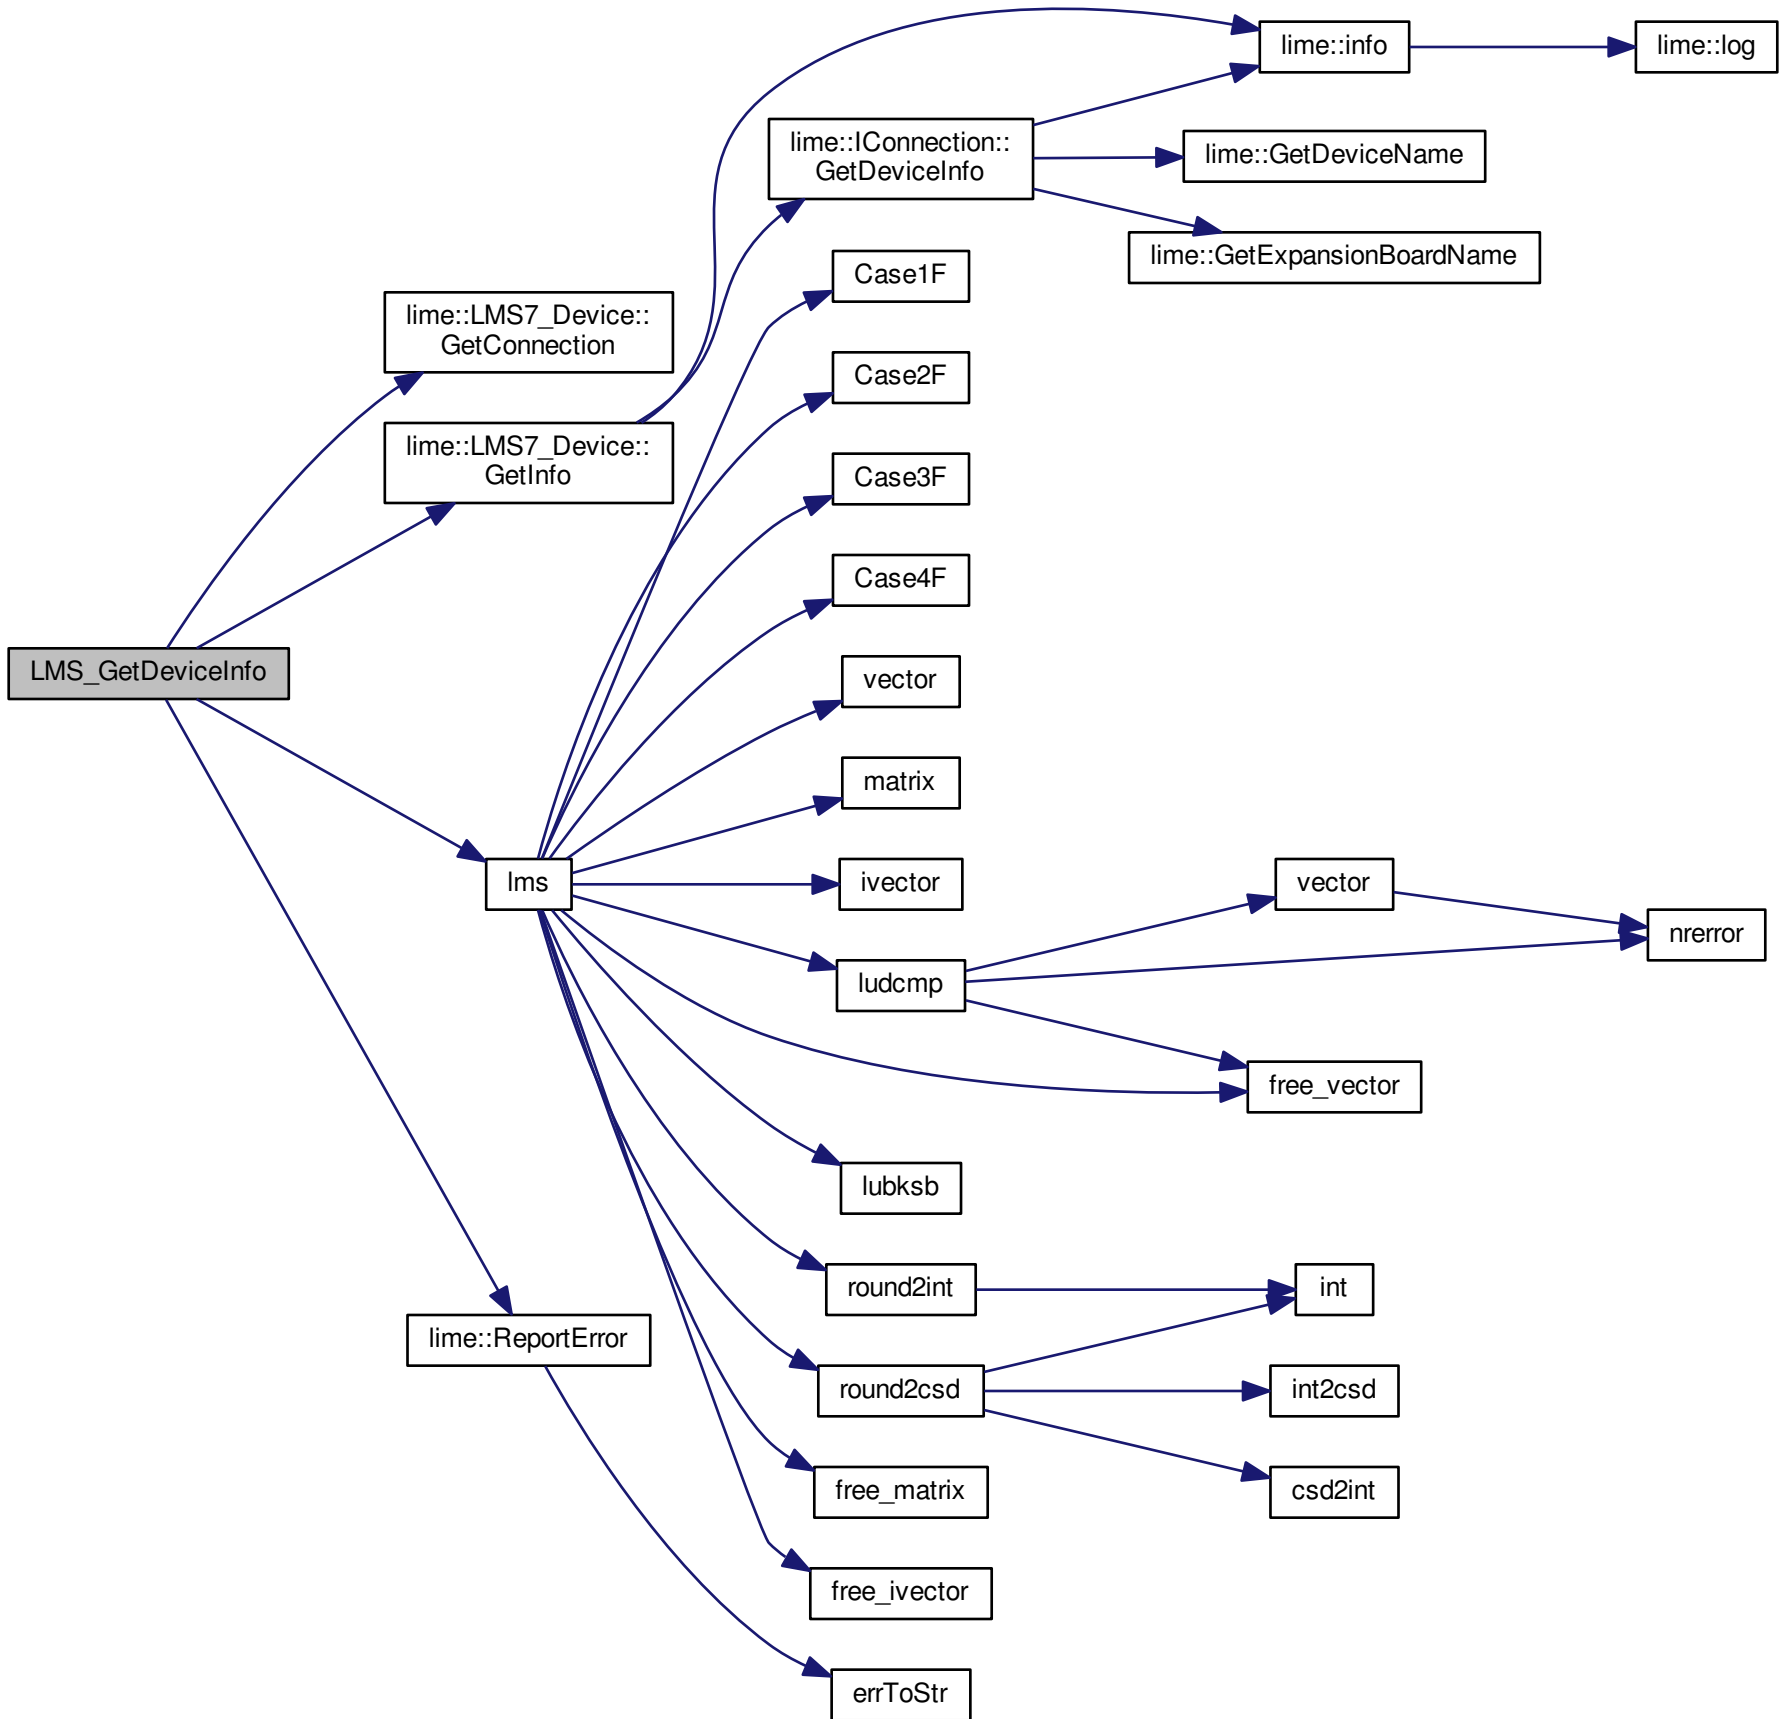 lime::info
lime::log
lime::IConnection::
GetDeviceInfo
lime::GetDeviceName
lime::GetExpansionBoardName
Case1F
lime::LMS7_Device::
GetConnection
Case2F
lime::LMS7_Device::
GetInfo
Case3F
Case4F
LMS_GetDeviceInfo
vector
matrix
lms
ivector
vector
nrerror
ludcmp
free_vector
lubksb
round2int
int
lime::ReportError
round2csd
int2csd
free_matrix
csd2int
free_ivector
errToStr